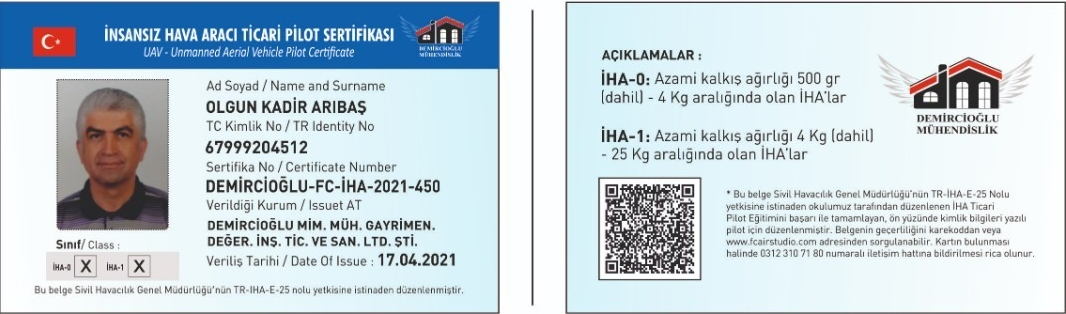 İNSANSIZ HAVA ARACI TİCARİ PİLOT SERTİFİKASI
UAV - Unmanned Aerial Vehicle Pilot Certificate
DEMİRCİOĞLU
MÜHENDİSLİK
Ad Soyad / Name and Surname
OLGUN KADİR ARIBAŞ
TC Kimlik No / TR Identity No
67999204512
Sertifika No / Certificate Number
DEMİRCİOĞLU-FC-İHA-2021-450
Verildiği Kurum / Issuet AT
DEMİRCİOĞLU MİM. MÜH. GAYRİMEN.
DEĞER. İNŞ. TİC. VE SAN. LTD. ŞTİ.
Veriliş Tarihi / Date Of Issue : 17.04.2021
Sınıf/ Class :
İHA-0 X İHA-1 X
Bu belge Sivil Havacılık Genel Müdürlüğü'nün TR-IHA-E-25 nolu yetkisine istinaden düzenlenmiştir.
AÇIKLAMALAR :
İHA-0: Azami kalkış ağırlığı 500 gr
(dahil) - 4 Kg aralığında olan İHA'lar
İHA-1: Azami kalkış ağırlığı 4 Kg (dahil)
- 25 Kg aralığında olan İHA'lar
DEMİRCİOĞLU
MÜHENDİSLİK
* Bu belge Sivil Havacılık Genel Müdürlüğü'nün TR-İHA-E-25 Nolu
yetkisine istinaden okulumuz tarafından düzenlenen İHA Ticari
Pilot Eğitimini başarı ile tamamlayan, ön yüzünde kimlik bilgileri yazılı
pilot için düzenlenmiştir. Belgenin geçerliliğini karekoddan veya
www.fcairstudio.com adresinden sorgulanabilir. Kartın bulunması
halinde 0312 310 71 80 numaralı iletişim hattına bildirilmesi rica olunur.